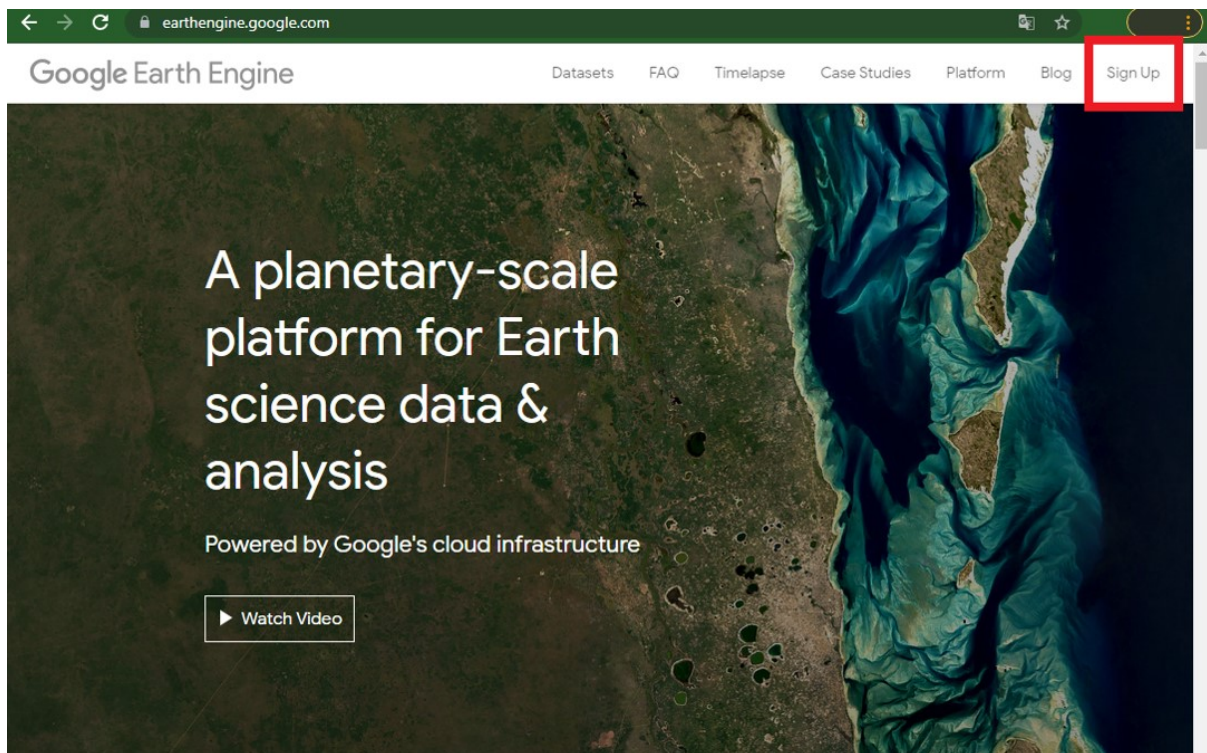 earthengine.google.com
Google Earth Engine Datasets FAQ Timelapse Case Studies Platform Blog Sign Up
A planetary-scale
platform for Earth
science data &
analysis
Powered by Google's cloud infrastructure
Watch Video